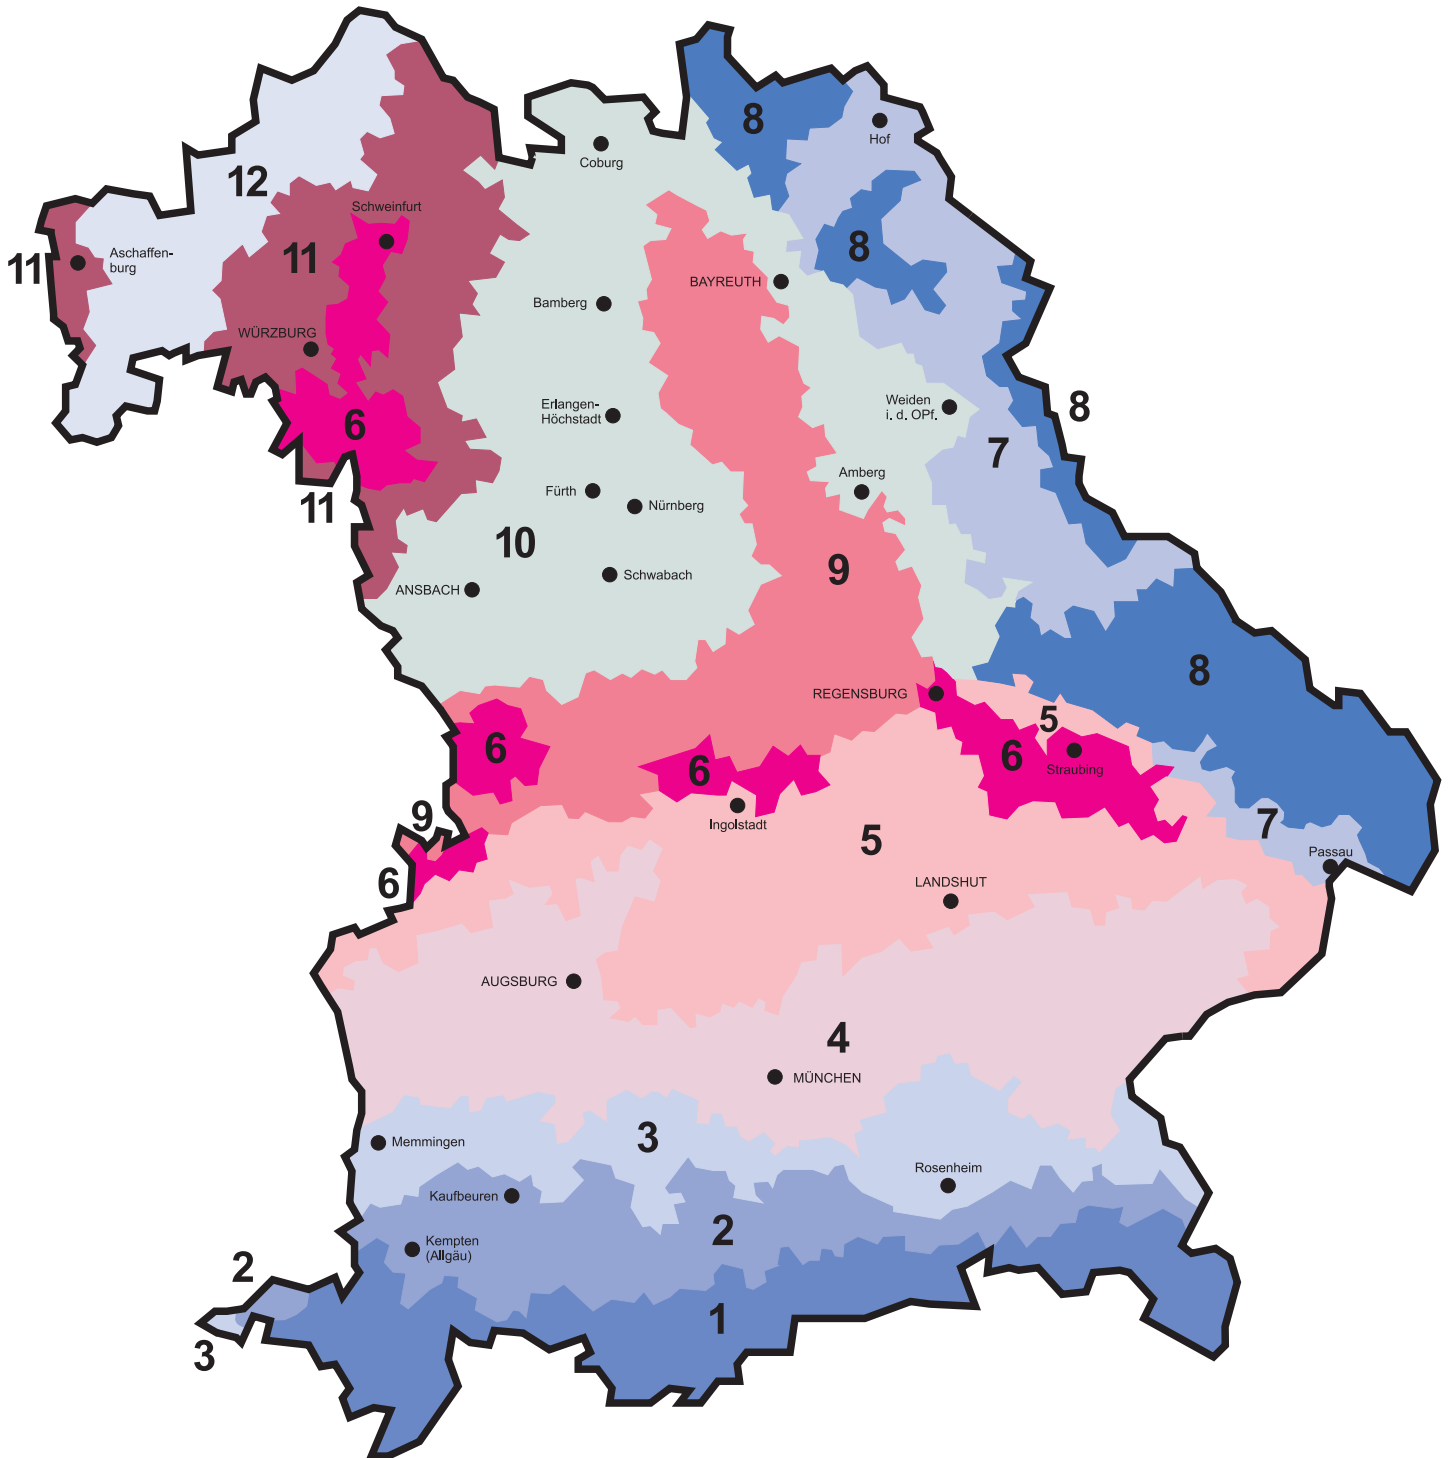 8
Hof
Coburg
12
Schweinfurt
8
11
11
Aschaffen-
burg
BAYREUTH
Bamberg
WÜRZBURG
Weiden
i. d. OPf.
8
Erlangen-
Höchstadt
6
7
Amberg
Fürth
Nürnberg
11
10
9
Schwabach
ANSBACH
8
REGENSBURG
5
6
6
6
Straubing
Ingolstadt
9
7
5
Passau
6
LANDSHUT
AUGSBURG
4
MÜNCHEN
3
Memmingen
Rosenheim
Kaufbeuren
2
Kempten
(Allgäu)
2
1
3